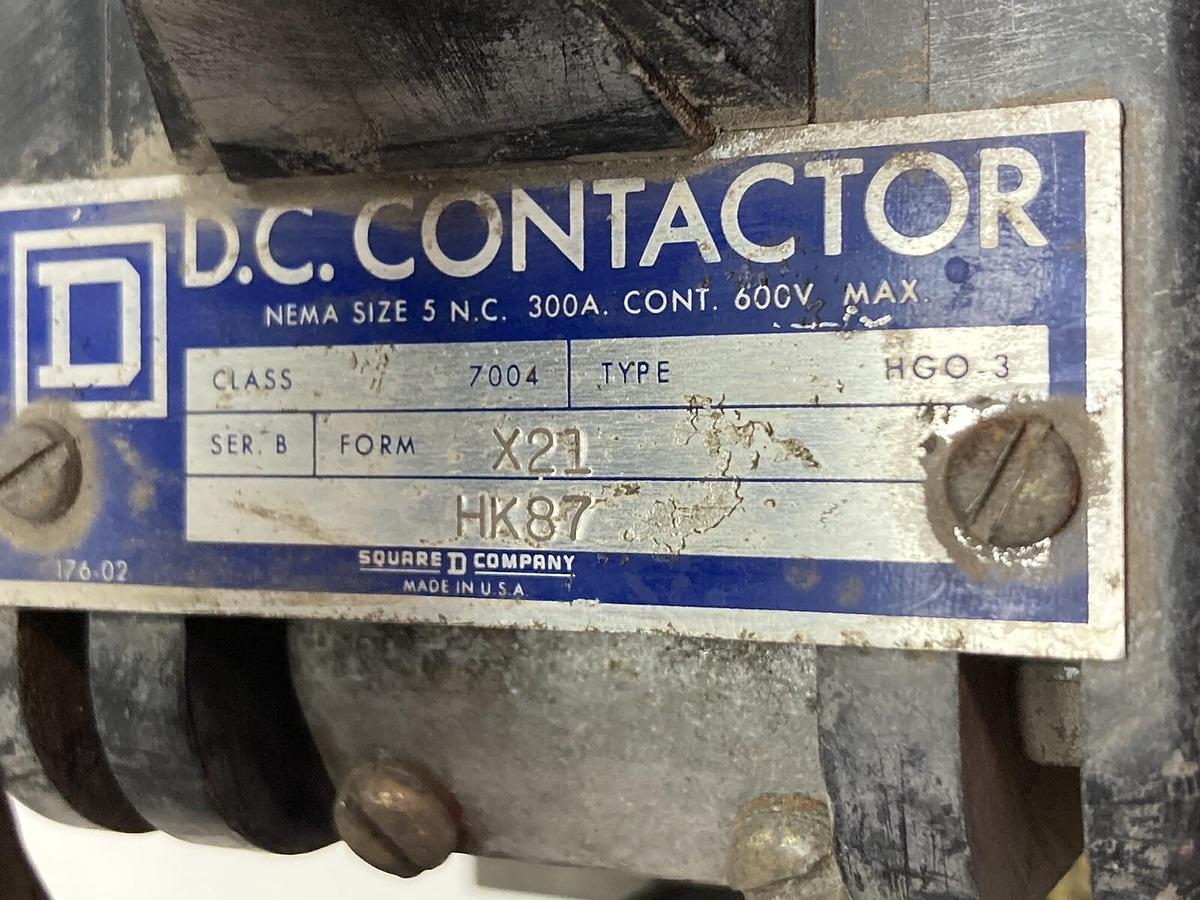 D
D.C. CONTACTOR
NEMA SIZE 5 N.C. 300A. CONT. 600V MAX.
CLASS 7004 TYPE HGO-3
SER. B FORM X21
HK87
SQUARE D COMPANY
MADE IN U.S.A.
176-02